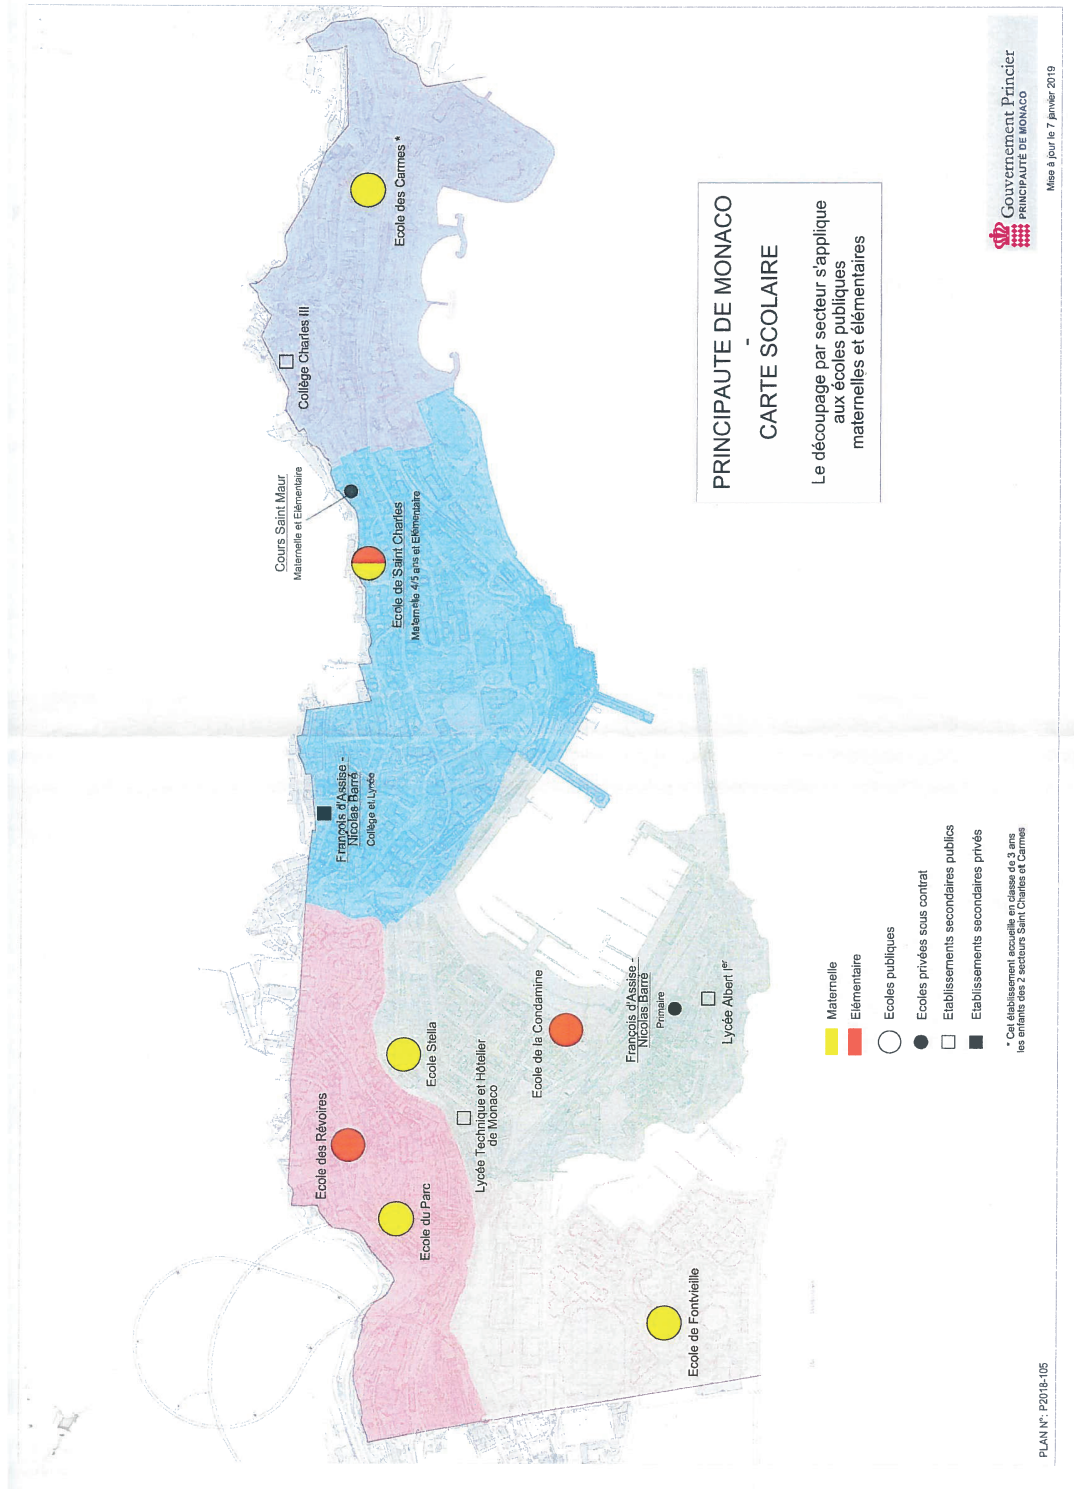 PRINCIPAUTE DE MONACO
-
CARTE SCOLAIRE
Le découpage par secteur s'applique
aux écoles publiques
maternelles et élémentaires
Gouvernement Princier
PRINCIPAUTÉ DE MONACO
Mise à jour le 7 janvier 2019
Ecole des Carmes *
Collège Charles III
Cours Saint Maur
Maternelle et Elémentaire
Ecole de Saint Charles
Maternelle 4/5 ans et Elémentaire
François d'Assise -
Nicolas Barré
Collège et Lycée
Ecole des Révoires
Ecole du Parc
Ecole Stella
Lycée Technique et Hôtelier
de Monaco
Ecole de la Condamine
François d'Assise -
Nicolas Barré
Primaire
Lycée Albert Ier
Ecole de Fontvieille
Maternelle
Elémentaire
Ecoles publiques
Ecoles privées sous contrat
Etablissements secondaires publics
Etablissements secondaires privés
* Cet établissement accueille en classe de 3 ans
les enfants des 2 secteurs Saint Charles et Carmes
PLAN N°: P2018-105